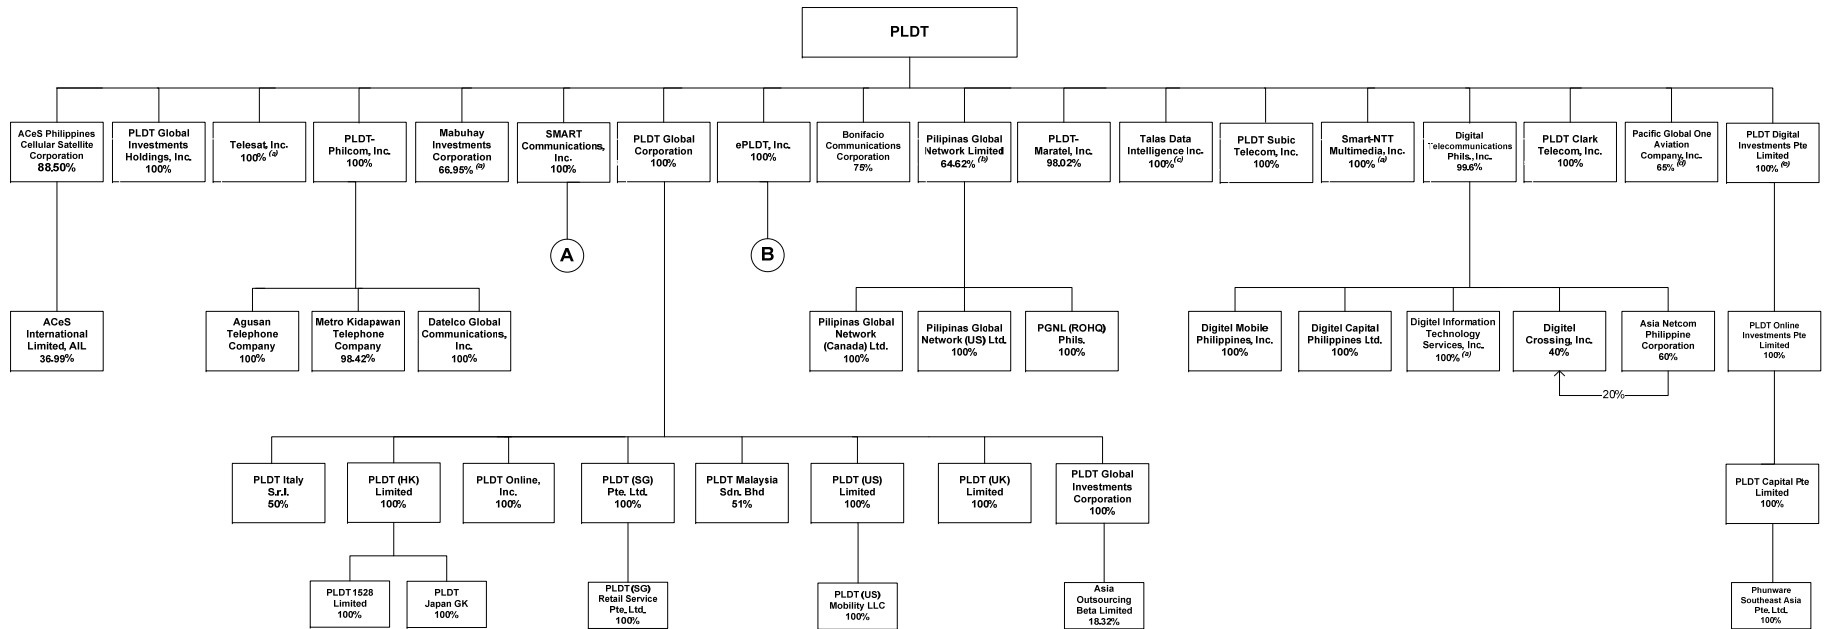 PLDT
ACeS Philippines
Cellular Satellite
Corporation
88.50%
PLDT Global
Investments
Holdings, Inc.
100%
Telesat, Inc.
100% (a)
PLDT-
Philcom, Inc.
100%
Mabuhay
Investments
Corporation
66.95% (a)
SMART
Communications,
Inc.
100%
PLDT Global
Corporation
100%
ePLDT, Inc.
100%
Bonifacio
Communications
Corporation
75%
Pilipinas Global
Network Limited
64.62% (b)
PLDT-
Maratel, Inc.
98.02%
Talas Data
Intelligence Inc.
100% (c)
PLDT Subic
Telecom, Inc.
100%
Smart-NTT
Multimedia, Inc.
100% (a)
Digital
Telecommunications
Phils., Inc.
99.6%
PLDT Clark
Telecom, Inc.
100%
Pacific Global One
Aviation
Company, Inc.
65% (d)
PLDT Digital
Investments Pte
Limited
100% (e)
A
B
ACeS
International
Limited, AIL
36.99%
Agusan
Telephone
Company
100%
Metro Kidapawan
Telephone
Company
98.42%
Datelco Global
Communications,
Inc.
100%
Pilipinas Global
Network
(Canada) Ltd.
100%
Pilipinas Global
Network (US) Ltd.
100%
PGNL (ROHQ)
Phils.
100%
Digitel Mobile
Philippines, Inc.
100%
Digitel Capital
Philippines Ltd.
100%
Digitel Information
Technology
Services, Inc.
100% (a)
Digitel
Crossing, Inc.
40%
Asia Netcom
Philippine
Corporation
60%
20%
PLDT Online
Investments Pte
Limited
100%
PLDT Italy
S.r.l.
50%
PLDT (HK)
Limited
100%
PLDT Online,
Inc.
100%
PLDT (SG)
Pte. Ltd.
100%
PLDT Malaysia
Sdn. Bhd
51%
PLDT (US)
Limited
100%
PLDT (UK)
Limited
100%
PLDT Global
Investments
Corporation
100%
PLDT Capital Pte
Limited
100%
PLDT 1528
Limited
100%
PLDT
Japan GK
100%
PLDT (SG)
Retail Service
Pte. Ltd.
100%
PLDT (US)
Mobility LLC
100%
Asia
Outsourcing
Beta Limited
18.32%
Phunware
Southeast Asia
Pte. Ltd.
100%